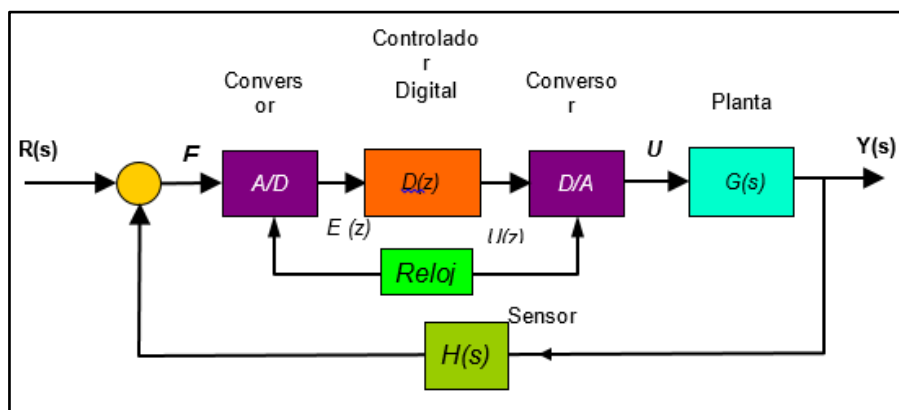 Controlado
r
Digital
Convers
or
Converso
r
Planta
R(s)
E
A/D
D(z)
D/A
U
G(s)
Y(s)
E (z)
U(z)
Reloj
Sensor
H(s)